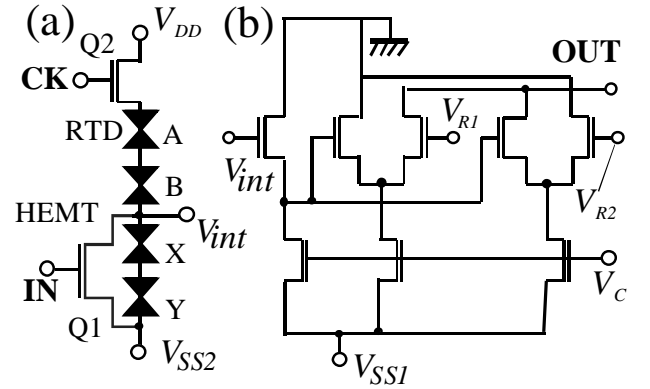 (a)
V_DD
Q2
CK
RTD
A
B
HEMT
V_int
X
IN
Y
Q1
V_SS2
(b)
OUT
V_R1
V_int
V_R2
V_C
V_SS1